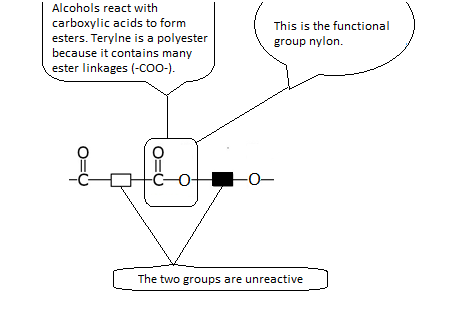 Alcohols react with
carboxylic acids to form
esters. Terylne is a polyester
because it contains many
ester linkages (-COO-).
This is the functional
group nylon.
O O
-C C O O
The two groups are unreactive